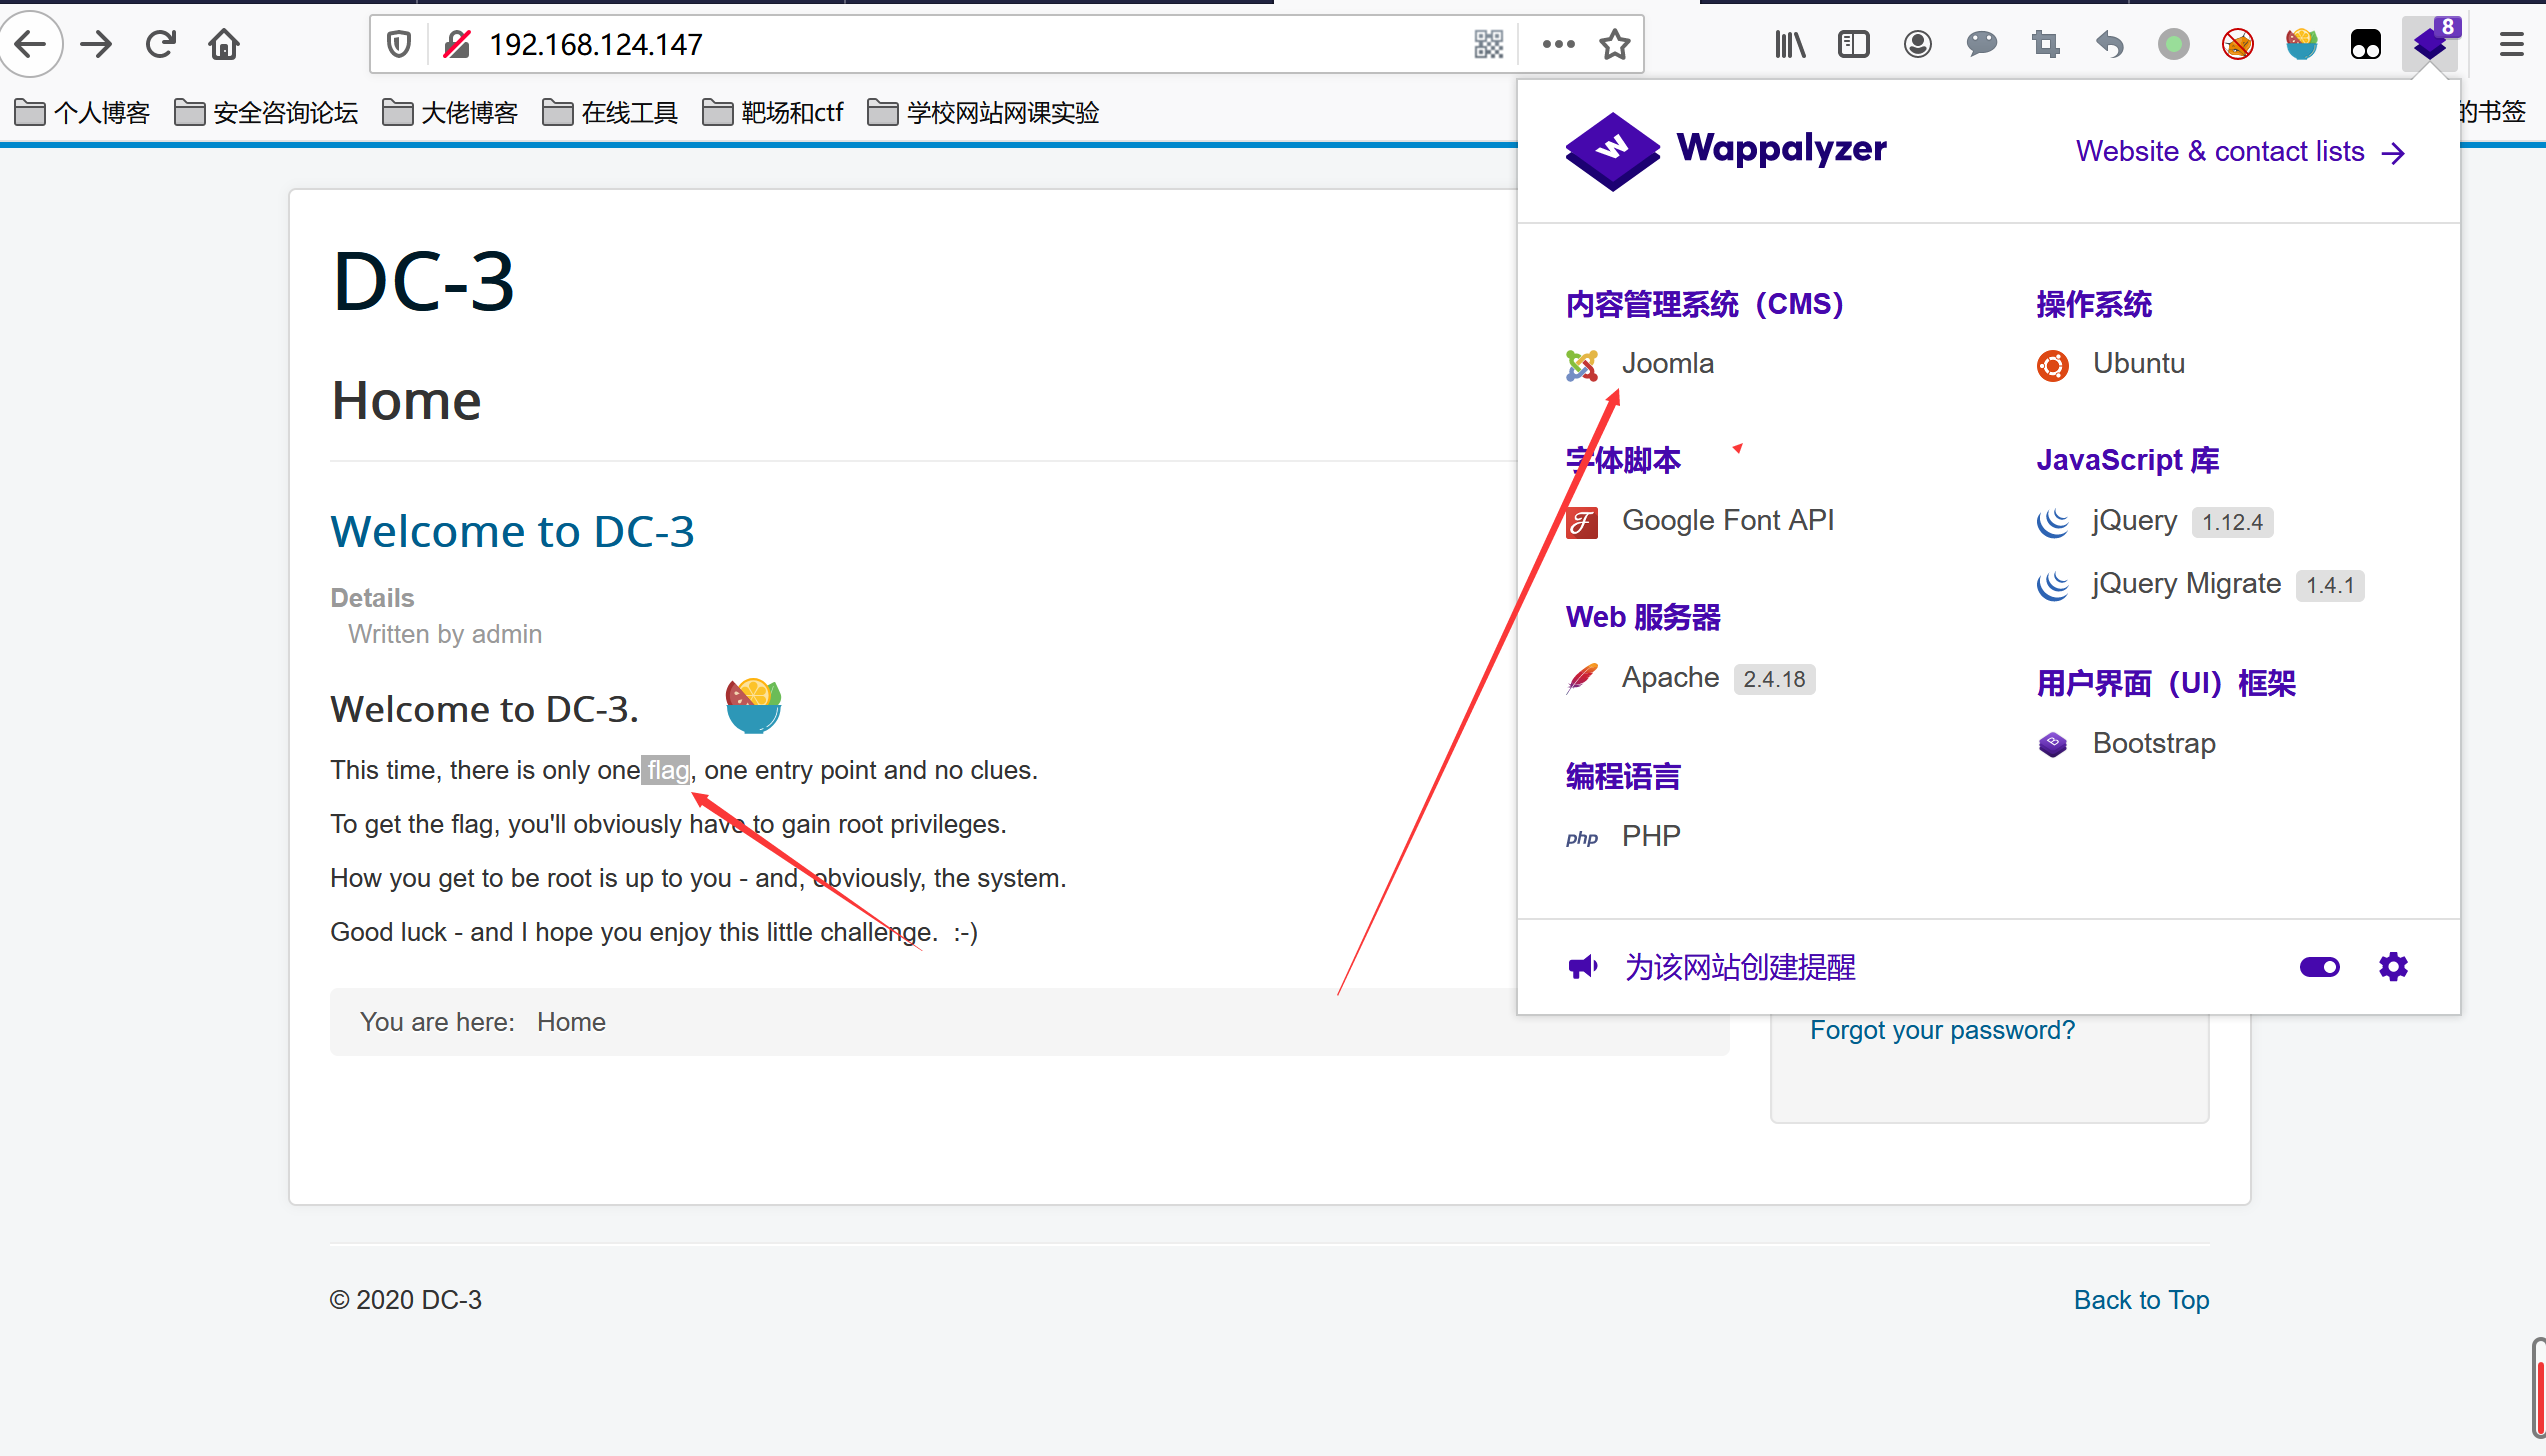 192.168.124.147
8
个人博客 安全咨询论坛 大佬博客 在线工具 靶场和ctf 学校网站网课实验 的书签
Wappalyzer Website & contact lists
内容管理系统（CMS）
Joomla
字体脚本
Google Font API
Web 服务器
Apache 2.4.18
编程语言
php PHP
操作系统
Ubuntu
JavaScript 库
jQuery 1.12.4
jQuery Migrate 1.4.1
用户界面（UI）框架
Bootstrap
为该网站创建提醒
DC-3
Home
Welcome to DC-3
Details
Written by admin
Welcome to DC-3.
This time, there is only one flag, one entry point and no clues.
To get the flag, you'll obviously have to gain root privileges.
How you get to be root is up to you - and, obviously, the system.
Good luck - and I hope you enjoy this little challenge. :-)
You are here: Home
Forgot your password?
© 2020 DC-3
Back to Top